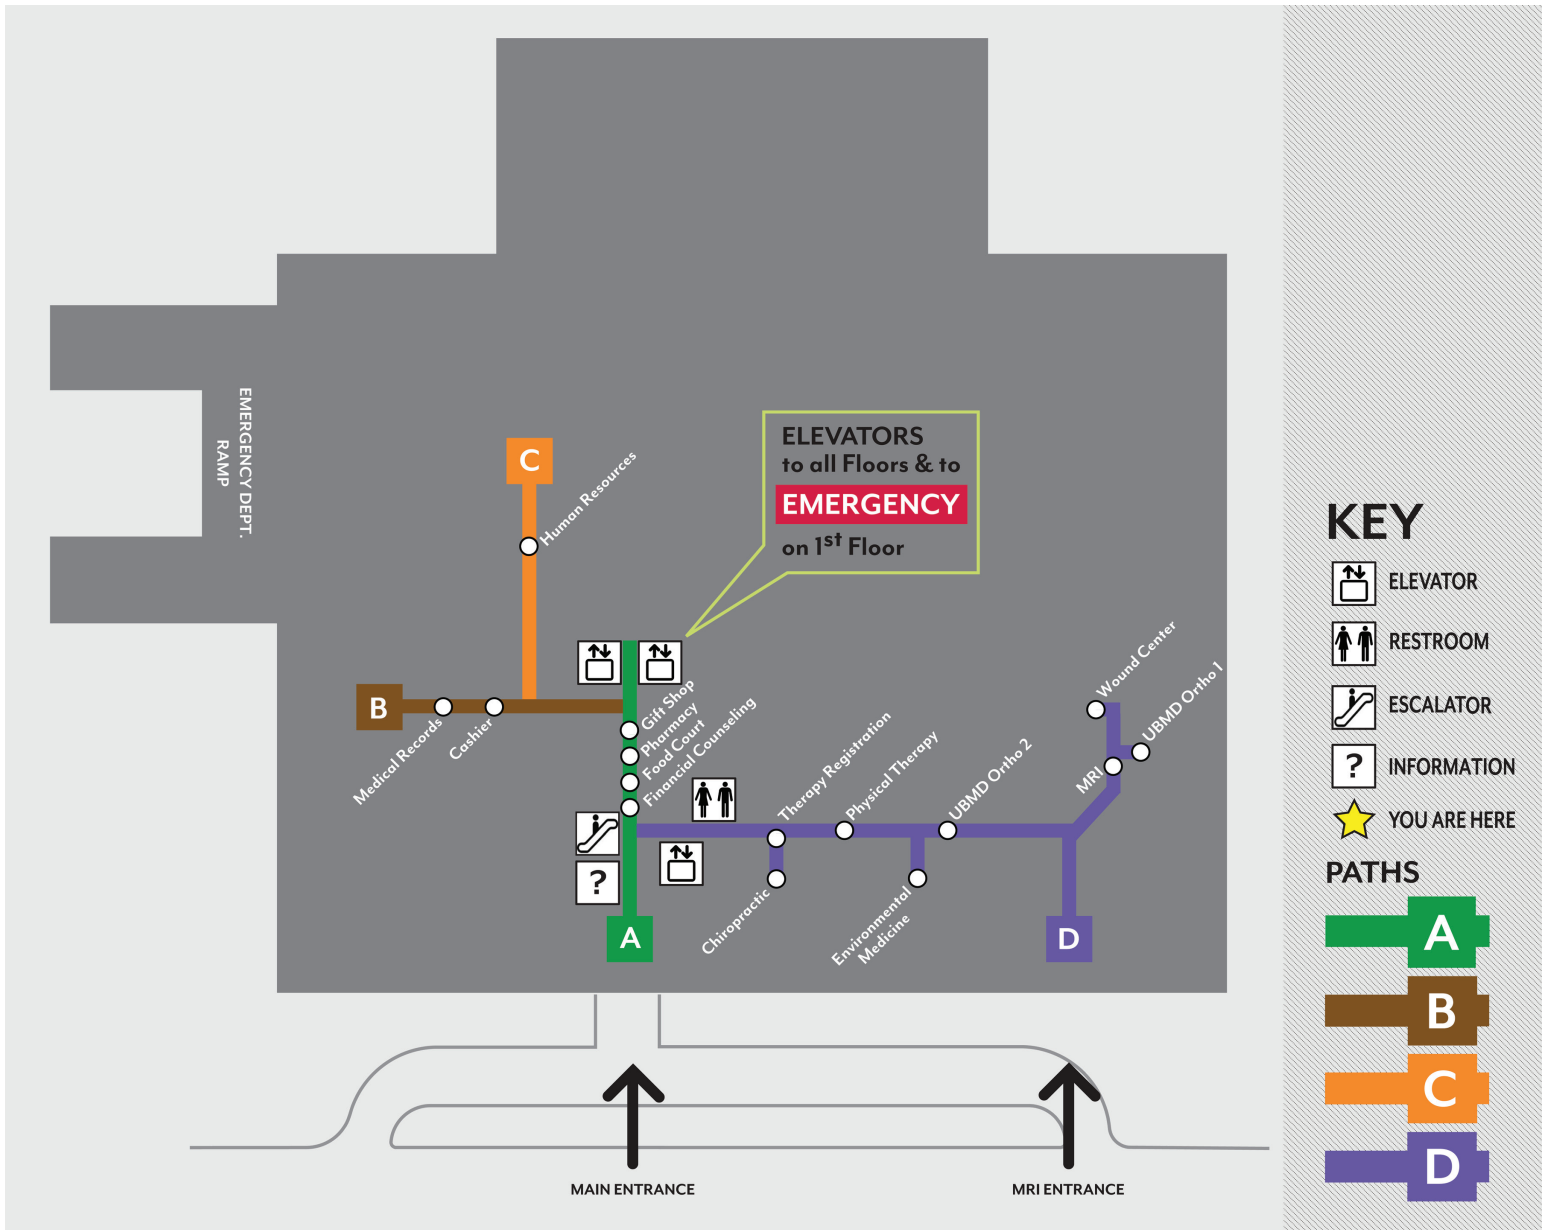 EMERGENCY DEPT.
RAMP
C
Human Resources
ELEVATORS
to all Floors & to
EMERGENCY
on 1st Floor
B
Medical Records
Cashier
Gift Shop
Pharmacy
Food Court
Financial Counseling
Therapy Registration
Physical Therapy
UBMD Ortho 2
MRI
Wound Center
UBMD Ortho 1
?
Chiropractic
Environmental
Medicine
A
D
MAIN ENTRANCE
MRI ENTRANCE
KEY
ELEVATOR
RESTROOM
ESCALATOR
? INFORMATION
YOU ARE HERE
PATHS
A
B
C
D